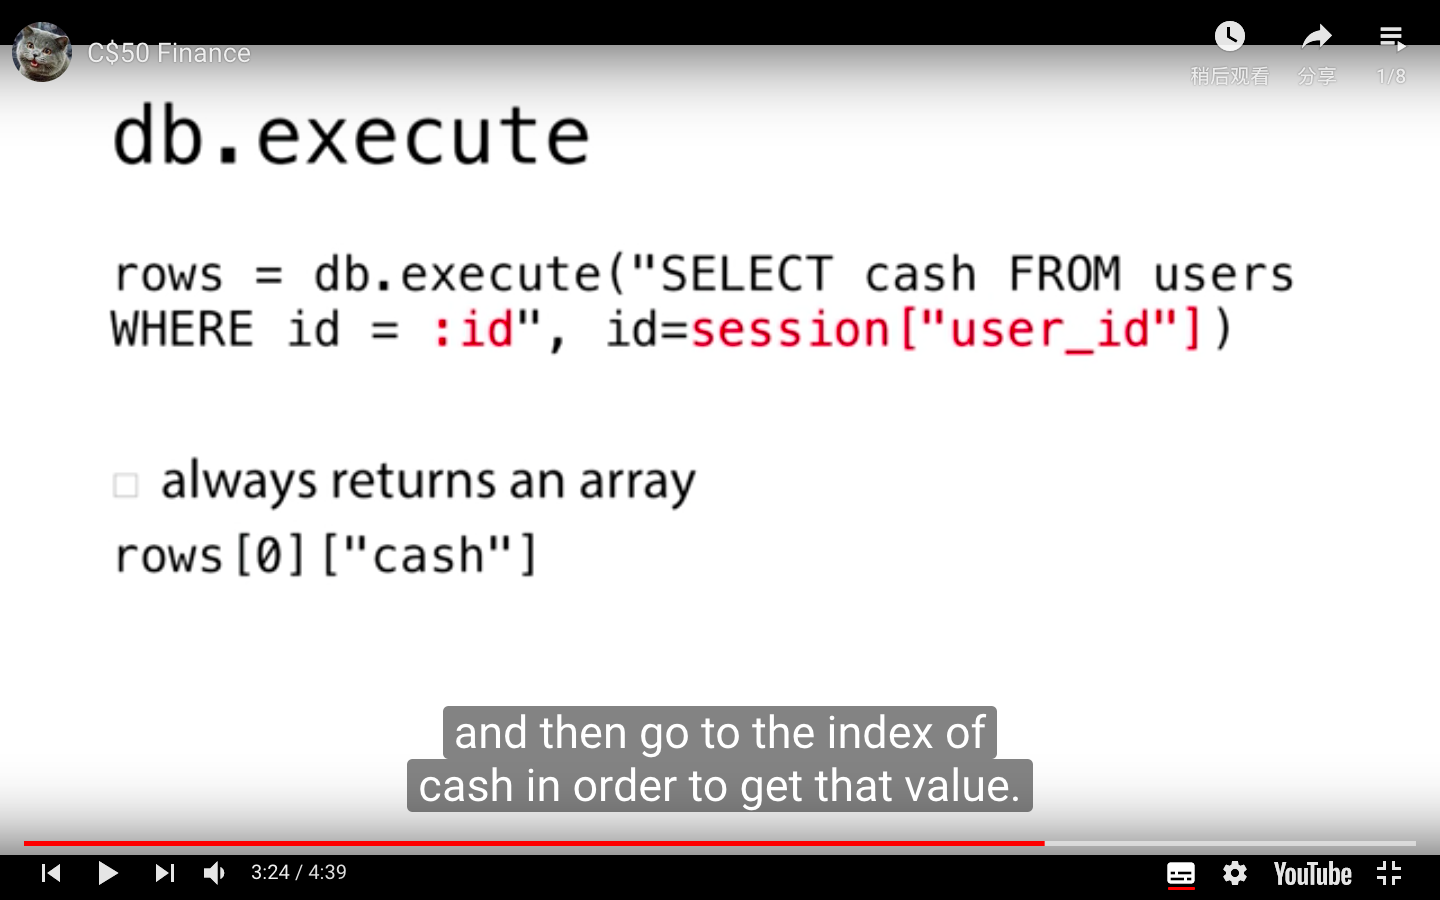 C$50 Finance
稍后观看
分享
1/8
db.execute
rows = db.execute("SELECT cash FROM users
WHERE id = :id", id=session["user_id"])
always returns an array
rows[0]["cash"]
and then go to the index of
cash in order to get that value.
3:24 / 4:39
YouTube